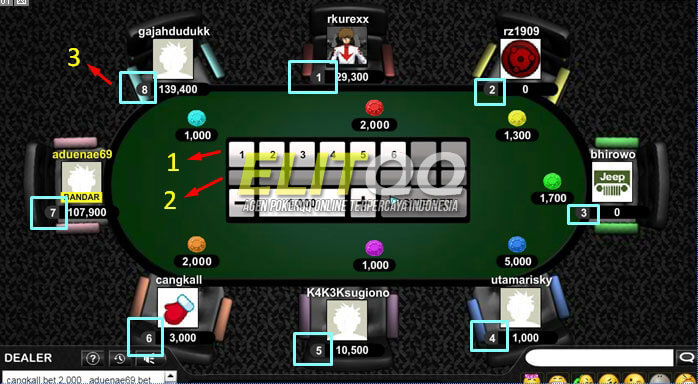 gajahdudukk
rkurexx
rz1909
3
8 139,400
1 29,300
2 0
1,000
2,000
1,300
1
1 2 3 4 5 6
aduenae69
BANDAR
7 107,900
ELITQQ
2
AGEN POKERQQ ONLINE TERPERCAYA INDONESIA
bhirowo
Jeep
1,700
3 0
2,000
1,000
5,000
cangkall
K4K3Ksugiono
utamarisky
6 3,000
5 10,500
4 1,000
DEALER ?
cangkall bet 2,000, aduenae69 bet